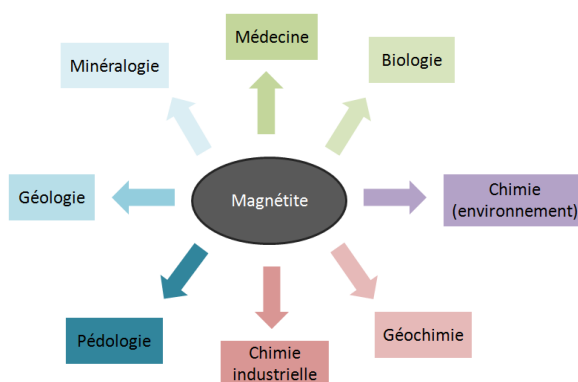 Médecine
Minéralogie
Biologie
Géologie
Magnétite
Chimie
(environnement)
Pédologie
Chimie
industrielle
Géochimie